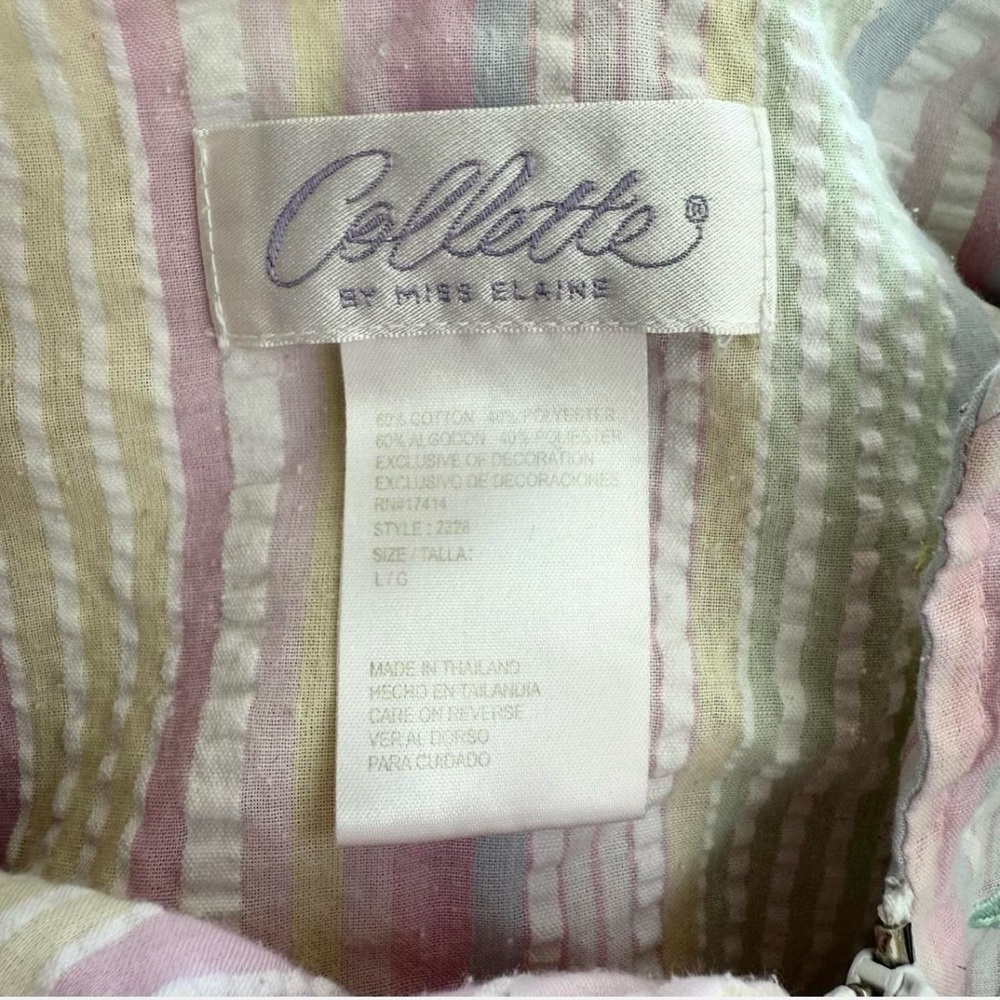 Collette®
BY MISS ELAINE
60% COTTON 40% POLYESTER
60% ALGODON 40% POLIESTER
EXCLUSIVE OF DECORATION
EXCLUSIVO DE DECORACIONES
RN#17414
STYLE : 2328
SIZE / TALLA:
L / G
MADE IN THAILAND
HECHO EN TAILANDIA
CARE ON REVERSE
VER AL DORSO
PARA CUIDADO